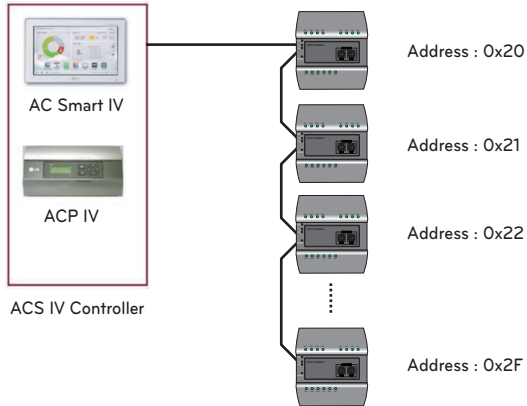 AC Smart IV
ACP IV
ACS IV Controller
Address : 0x20
Address : 0x21
Address : 0x22
Address : 0x2F